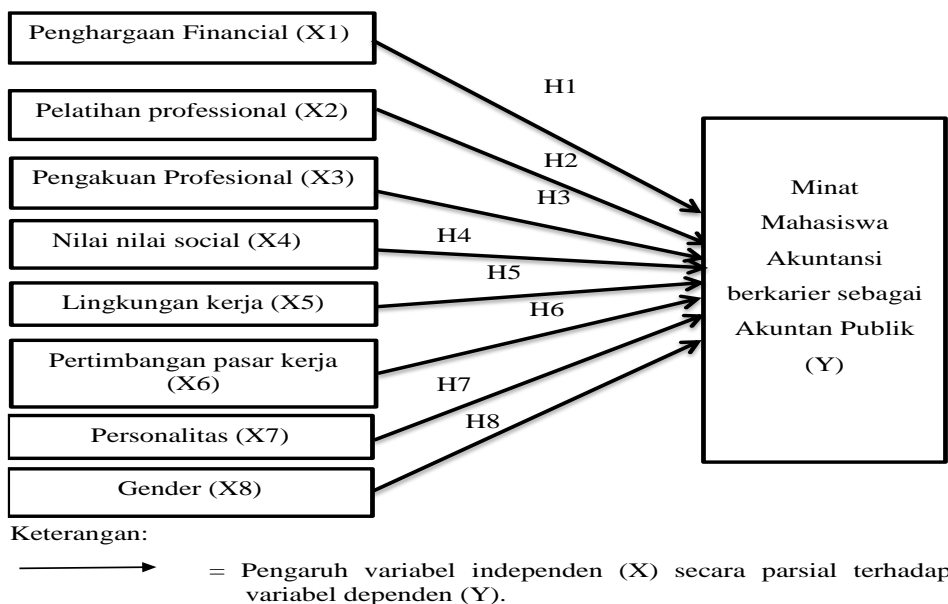 Penghargaan Financial (X1)
H1
Pelatihan professional (X2)
H2
Pengakuan Profesional (X3)
H3
Nilai nilai social (X4)
H4
Lingkungan kerja (X5)
H5
Pertimbangan pasar kerja
(X6)
H6
Personalitas (X7)
H7
Gender (X8)
H8
Minat
Mahasiswa
Akuntansi
berkarier sebagai
Akuntan Publik
(Y)
Keterangan:
= Pengaruh variabel independen (X) secara parsial terhadap
variabel dependen (Y).